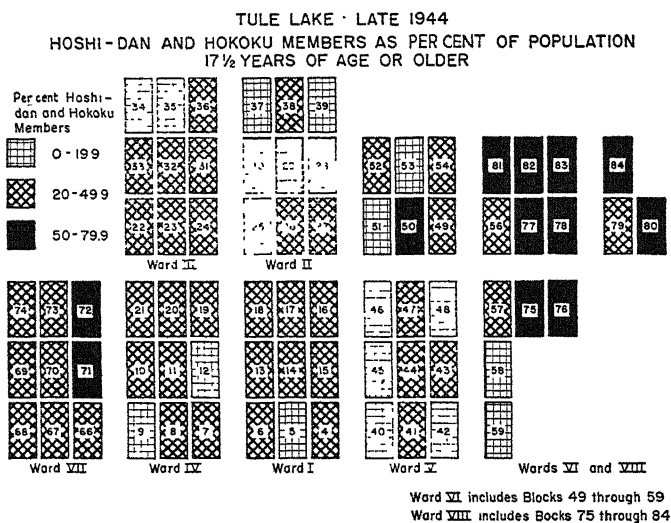 TULE LAKE · LATE 1944
HOSHI-DAN AND HOKOKU MEMBERS AS PER CENT OF POPULATION
17 ½ YEARS OF AGE OR OLDER
Per cent Hoshi-
dan and Hokoku
Members
0-19 9
20-49.9
50-79.9
34 35 36 37 38 39
33 32 31 52 53 54 81 82 83 84
22 23 24 25 51 50 49 56 77 78 79 80
Ward III Ward II
74 73 72 21 20 19 18 17 16 46 47 48 57 75 76
69 70 71 10 11 12 13 14 15 45 44 43 58
68 67 66 9 8 7 6 5 4 40 41 42 59
Ward VII Ward IV Ward I Ward V Wards VI and VIII
Ward VI includes Blocks 49 through 59
Ward VIII includes Bocks 75 through 84